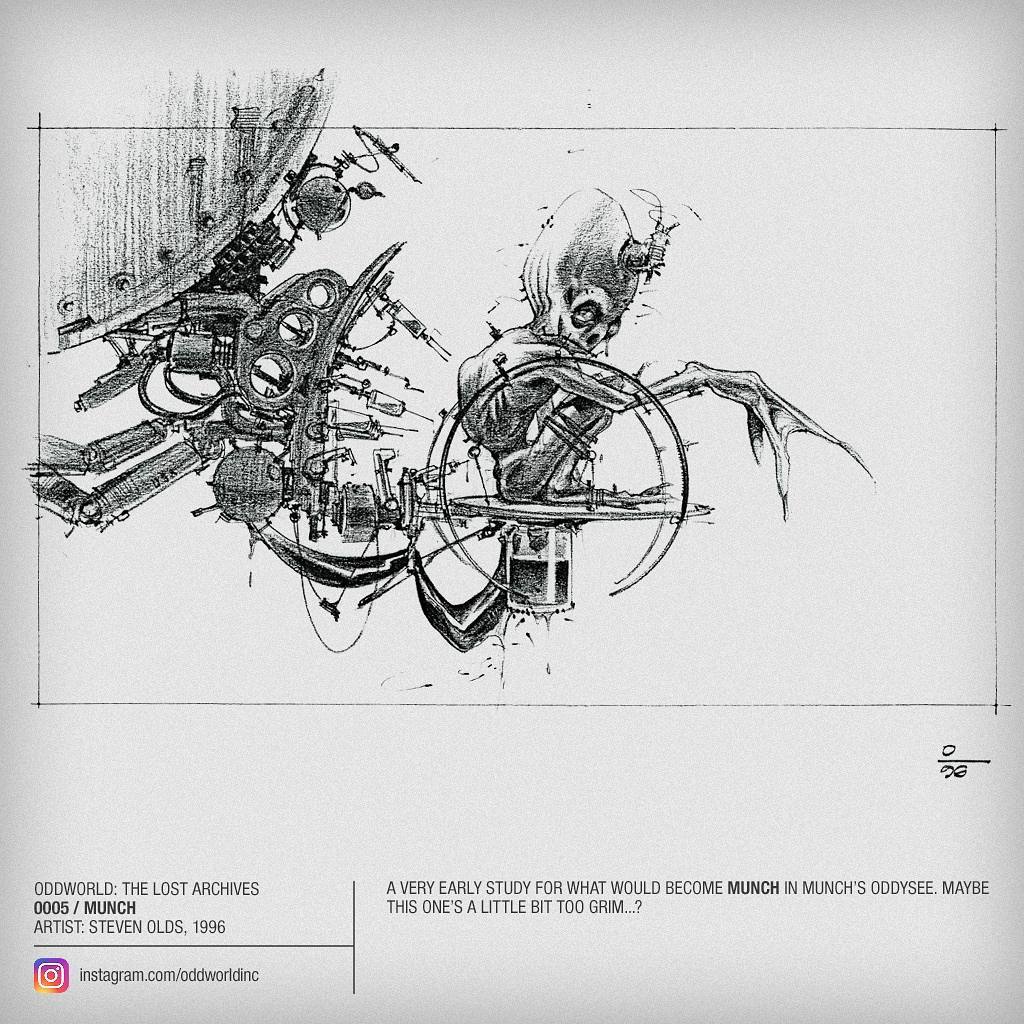 O
96
ODDWORLD: THE LOST ARCHIVES
0005 / MUNCH
ARTIST: STEVEN OLDS, 1996
instagram.com/oddworldinc
A VERY EARLY STUDY FOR WHAT WOULD BECOME MUNCH IN MUNCH'S ODDYSEE. MAYBE
THIS ONE'S A LITTLE BIT TOO GRIM...?